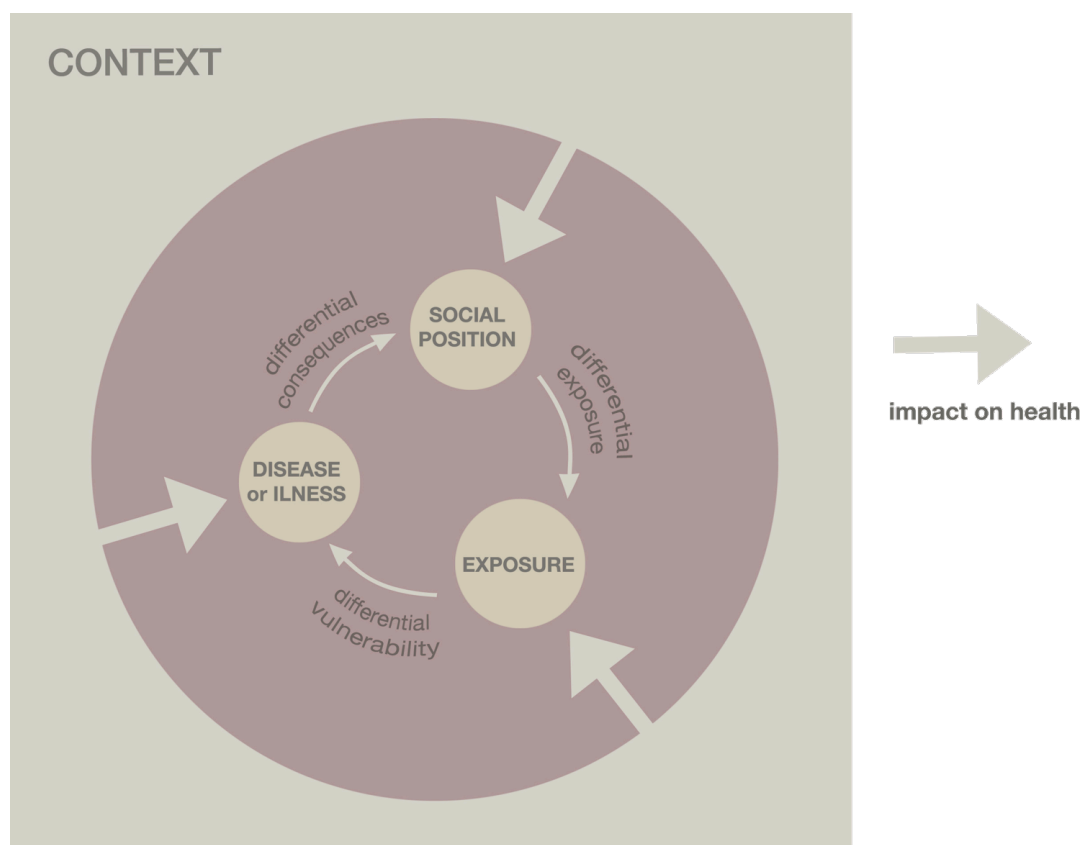 CONTEXT
differential
consequences
SOCIAL
POSITION
differential
exposure
DISEASE
or ILNESS
EXPOSURE
differential
vulnerability
impact on health